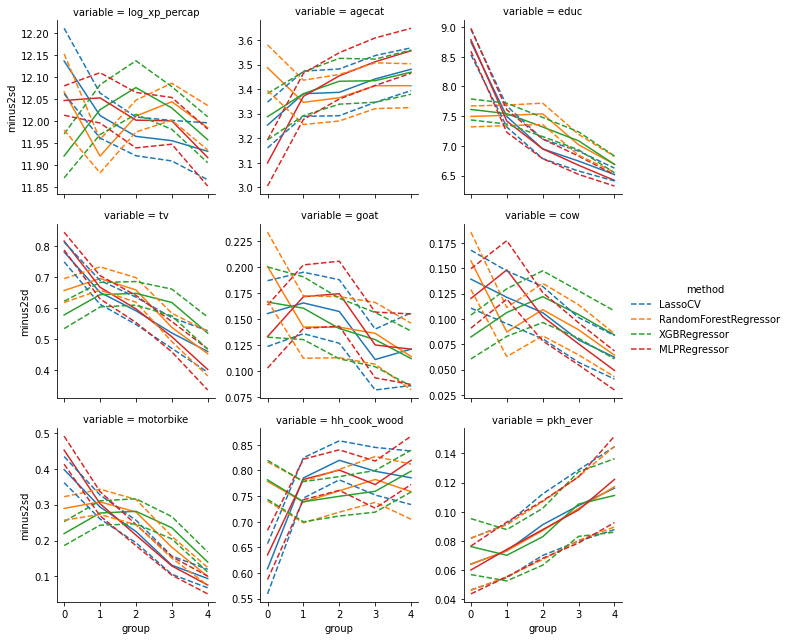 variable = log_xp_percap
variable = agecat
variable = educ
minus2sd
12.20
12.15
12.10
12.05
12.00
11.95
11.90
11.85
3.6
3.5
3.4
3.3
3.2
3.1
3.0
9.0
8.5
8.0
7.5
7.0
6.5
variable = tv
variable = goat
variable = cow
minus2sd
0.8
0.7
0.6
0.5
0.4
0.225
0.200
0.175
0.150
0.125
0.100
0.075
0.175
0.150
0.125
0.100
0.075
0.050
0.025
method
LassoCV
RandomForestRegressor
XGBRegressor
MLPRegressor
variable = motorbike
variable = hh_cook_wood
variable = pkh_ever
minus2sd
0.5
0.4
0.3
0.2
0.1
0.85
0.80
0.75
0.70
0.65
0.60
0.55
0.14
0.12
0.10
0.08
0.06
0.04
0 1 2 3 4
0 1 2 3 4
0 1 2 3 4
group
group
group